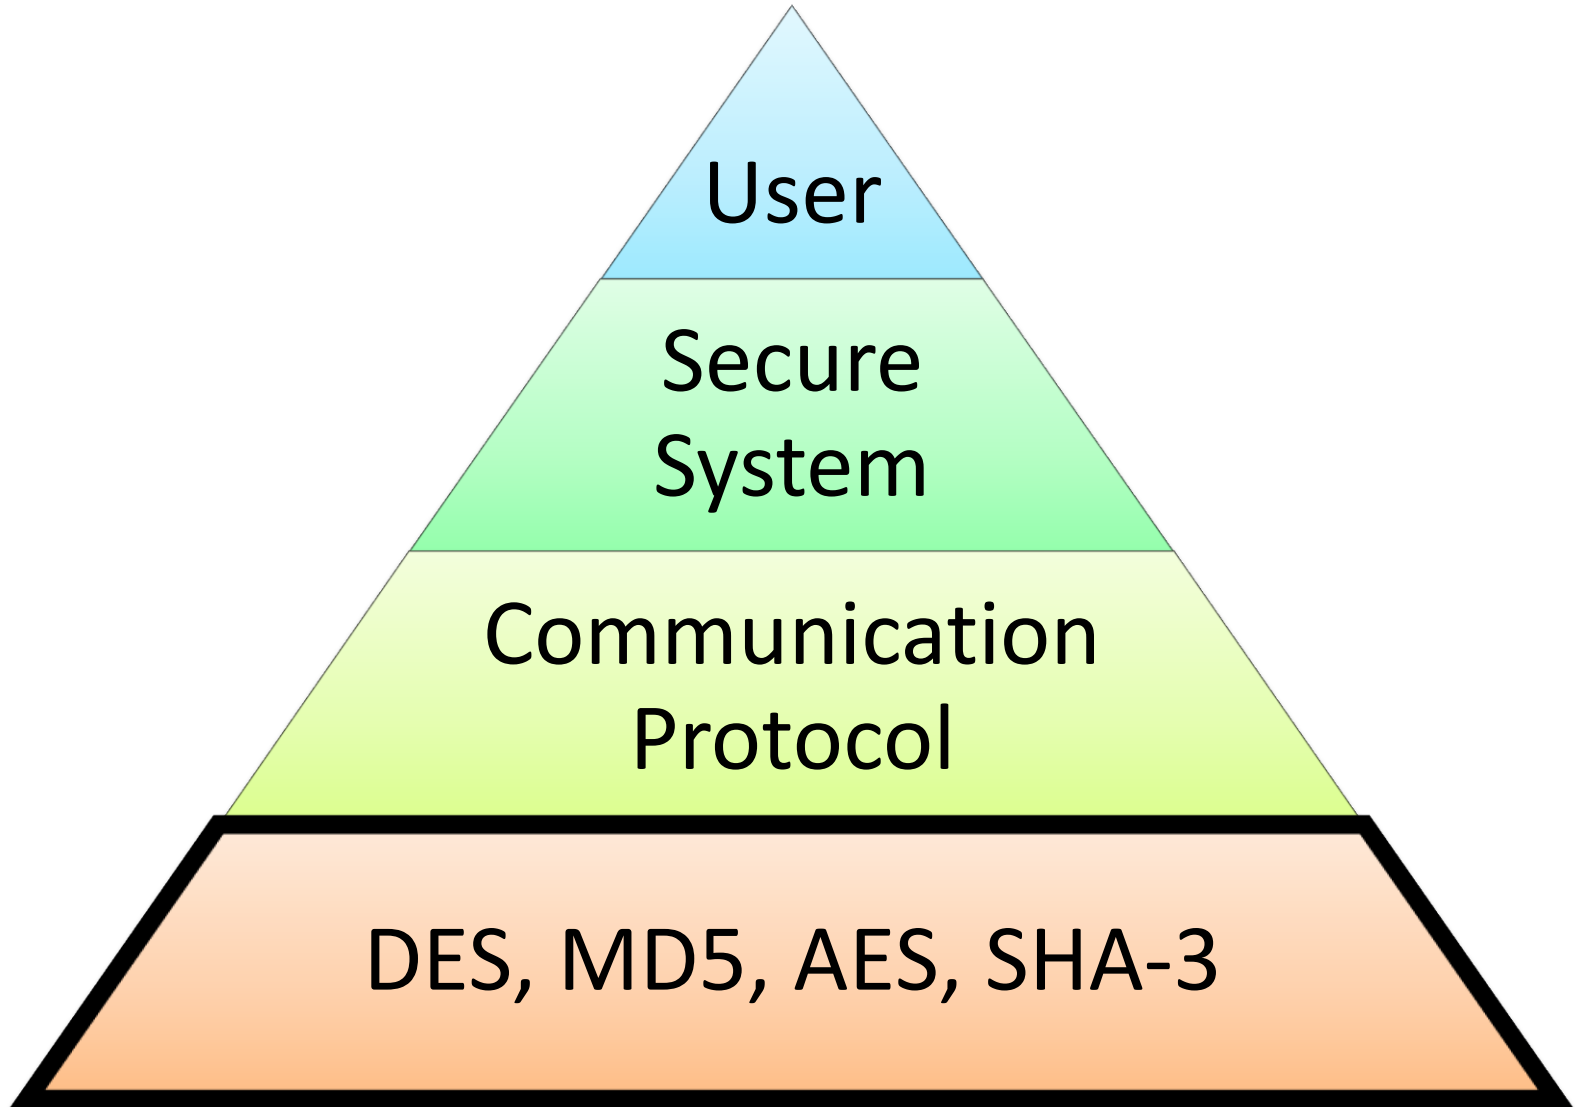 User
Secure
System
Communication
Protocol
DES, MD5, AES, SHA-3